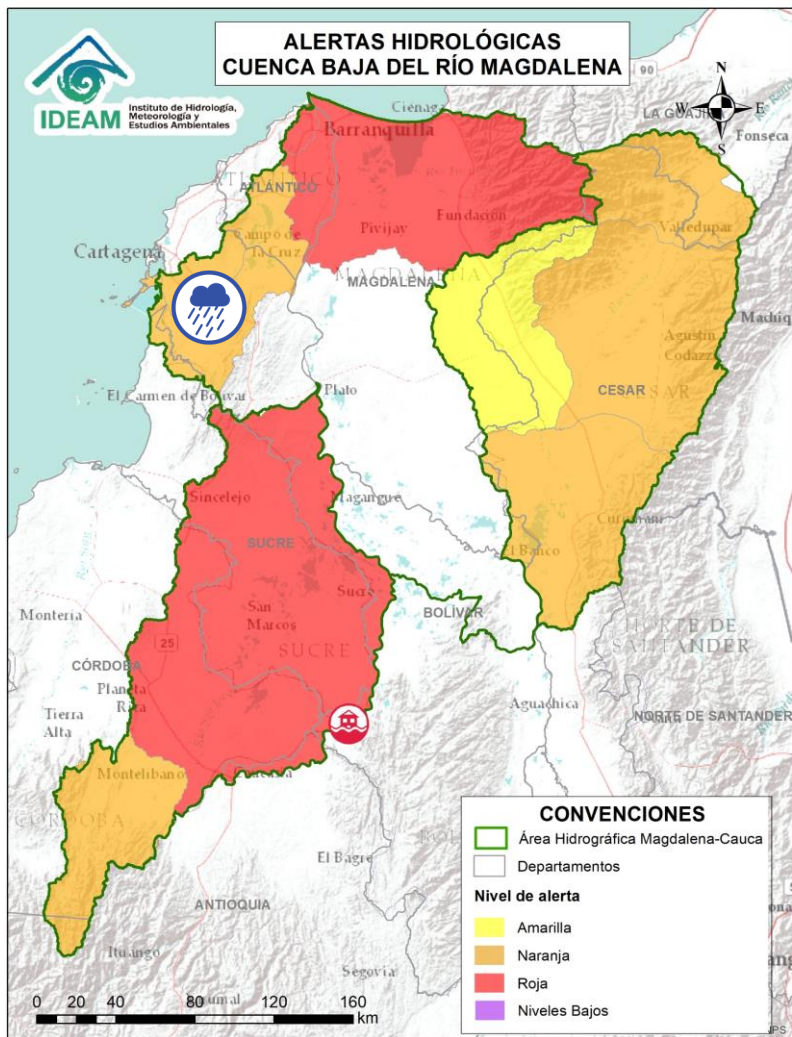 ALERTAS HIDROLÓGICAS
CUENCA BAJA DEL RÍO MAGDALENA
IDEAM
Instituto de Hidrología,
Meteorología y
Estudios Ambientales
90
N
W
E
S
Ciénaga
LA GUAJIRA
Fonseca
Barranquilla
ATLÁNTICO
Pivijay
Fundación
Valledupar
Cartagena
Campo de
la Cruz
MAGDALENA
MAGDALENA
Agustín
Codazzi
El Carmen de Bolívar
Plato
CESAR
Sincelejo
Magangué
SUCRE
El Banco
Sucre
San
Marcos
BOLÍVAR
SUCRE
Montería
25
CÓRDOBA
Planeta
Rica
Tierra
Alta
NORTE DE
SANTANDER
Aguachica
NORTE DE SANTANDER
Montelibano
CÓRDOBA
El Bagre
ANTIOQUIA
Ituango
Segovia
CONVENCIONES
Área Hidrográfica Magdalena-Cauca
Departamentos
Nivel de alerta
Amarilla
Naranja
Roja
Niveles Bajos
0 20 40 80 120 160
km